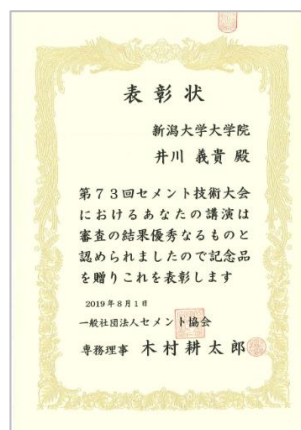 表彰状
新潟大学大学院
井川 義貴 殿
第73回セメント技術大会
におけるあなたの講演は
審査の結果優秀なるものと
認められましたので記念品
を贈りこれを表彰します
2019年8月1日
一般社団法人セメント協会
専務理事 木村耕太郎